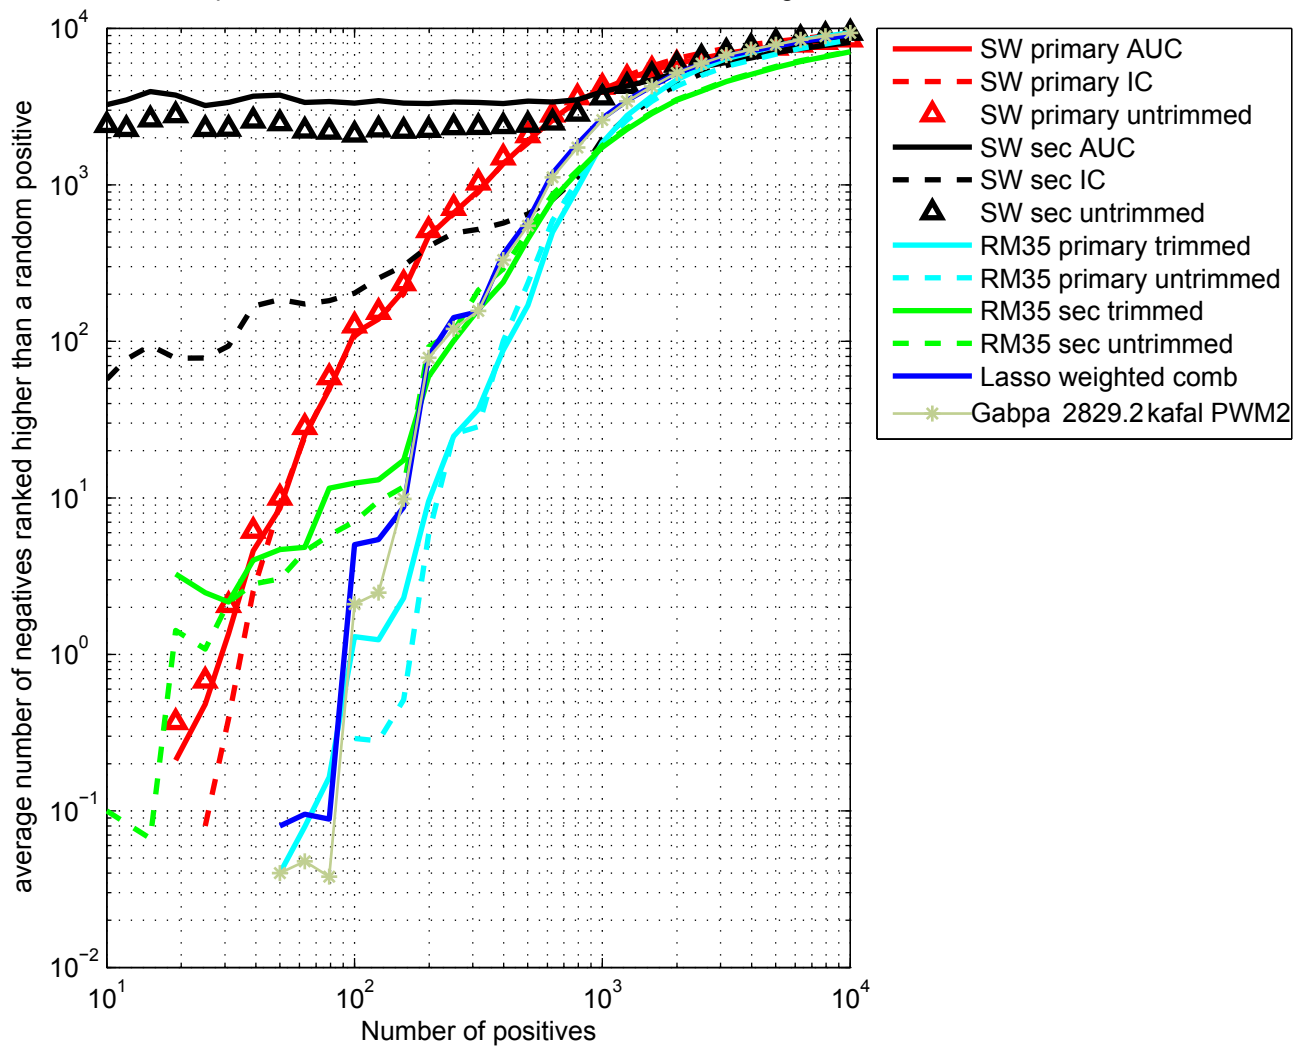 10^4
10^3
10^2
10^1
10^0
10^−1
10^−2
average number of negatives ranked higher than a random positive
10^1
10^2
10^3
10^4
Number of positives
SW primary AUC
SW primary IC
SW primary untrimmed
SW sec AUC
SW sec IC
SW sec untrimmed
RM35 primary trimmed
RM35 primary untrimmed
RM35 sec trimmed
RM35 sec untrimmed
Lasso weighted comb
Gabpa 2829.2 kafal PWM2